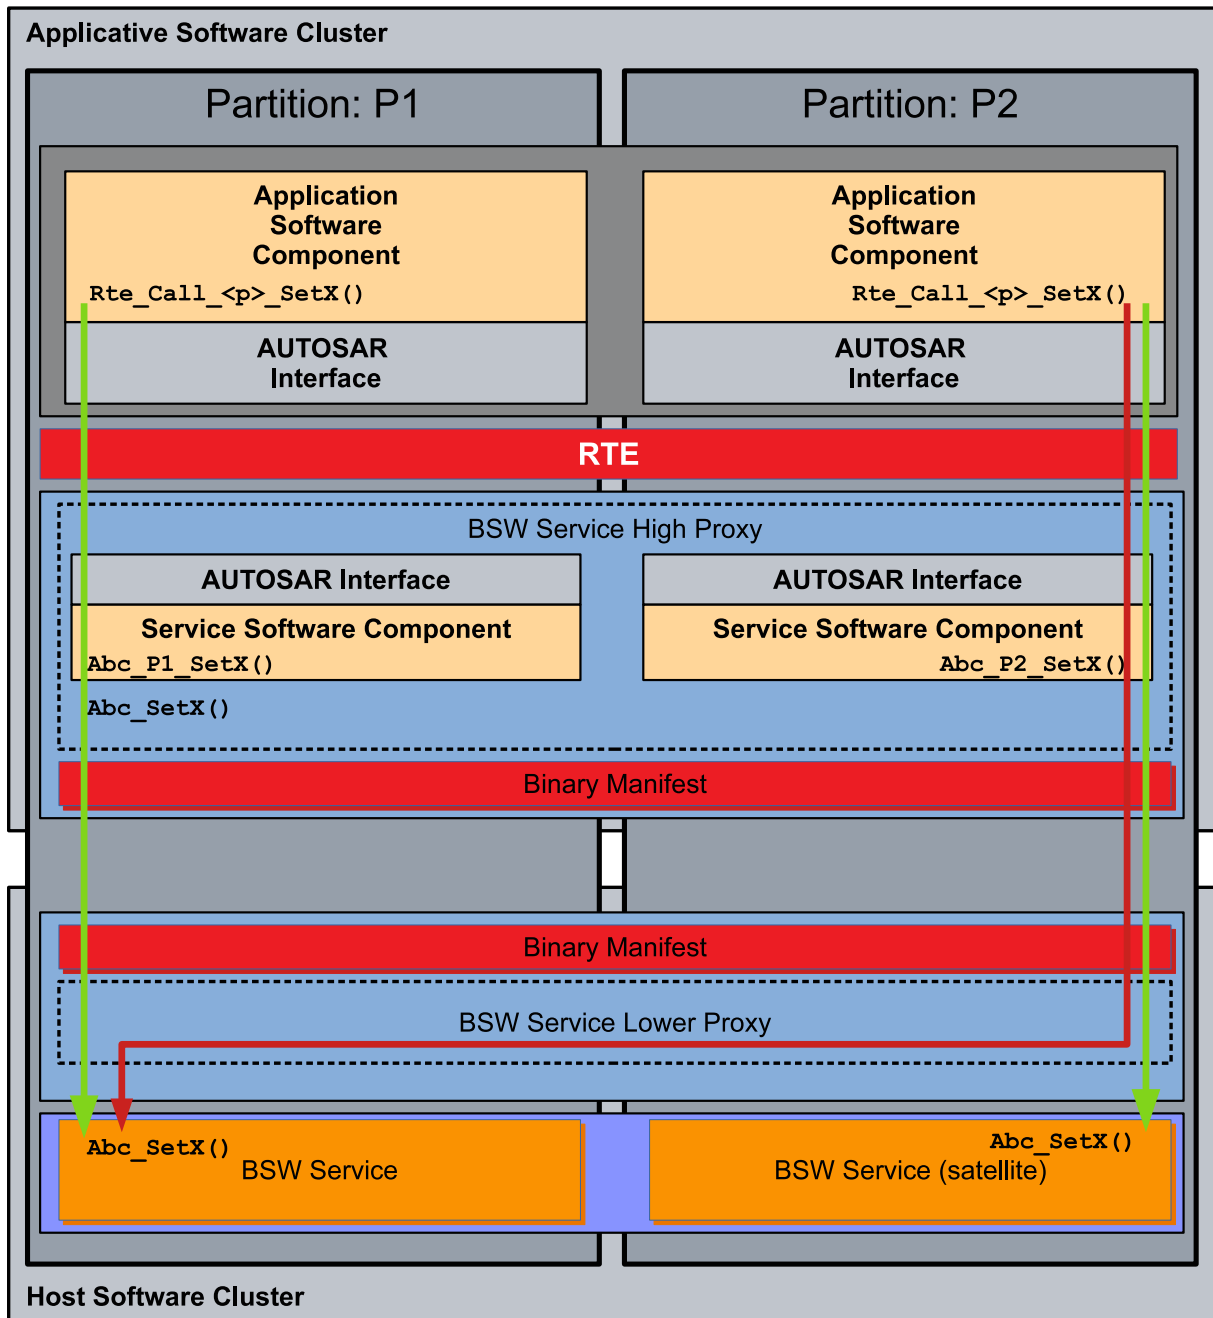 Applicative Software Cluster
Partition: P1
Partition: P2
Application
Software
Component
Rte_Call_<p>_SetX()
AUTOSAR
Interface
Application
Software
Component
Rte_Call_<p>_SetX()
AUTOSAR
Interface
RTE
BSW Service High Proxy
AUTOSAR Interface
Service Software Component
Abc_P1_SetX()
Abc_SetX()
AUTOSAR Interface
Service Software Component
Abc_P2_SetX()
Binary Manifest
Binary Manifest
BSW Service Lower Proxy
Abc_SetX()
BSW Service
Abc_SetX()
BSW Service (satellite)
Host Software Cluster